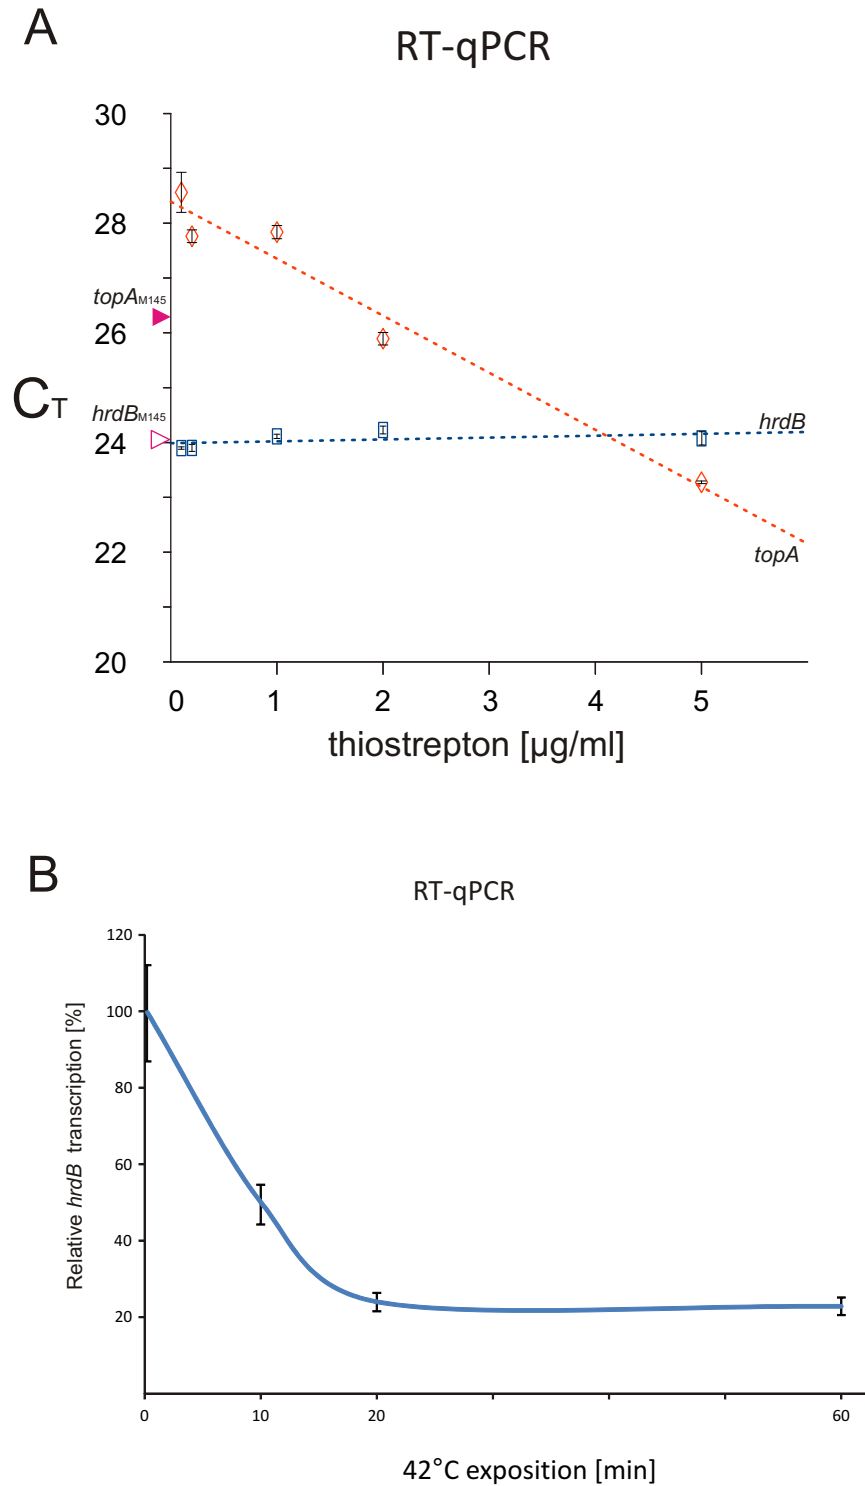 A
RT-qPCR
30
28
topAM145
26
CT
hrdBM145
24
hrdB
22
topA
20
0 1 2 3 4 5
thiostrepton [µg/ml]
B
RT-qPCR
120
100
80
60
40
20
Relative hrdB transcription [%]
0 10 20 60
42°C exposition [min]